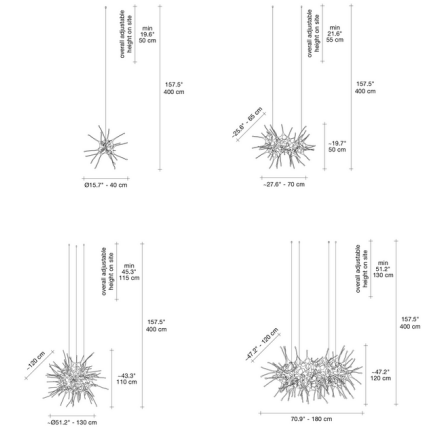 overall adjustable
height on site
min
19.6"
50 cm
157.5"
400 cm
Ø15.7" - 40 cm
overall adjustable
height on site
min
21.6"
55 cm
157.5"
400 cm
~25.6" - 65 cm
~19.7"
50 cm
~27.6" - 70 cm
overall adjustable
height on site
min
45.3"
115 cm
157.5"
400 cm
~120 cm
~43.3"
110 cm
~Ø51.2" - 130 cm
overall adjustable
height on site
min
51.2"
130 cm
157.5"
400 cm
~47.2" - 120 cm
~47.2"
120 cm
70.9" - 180 cm